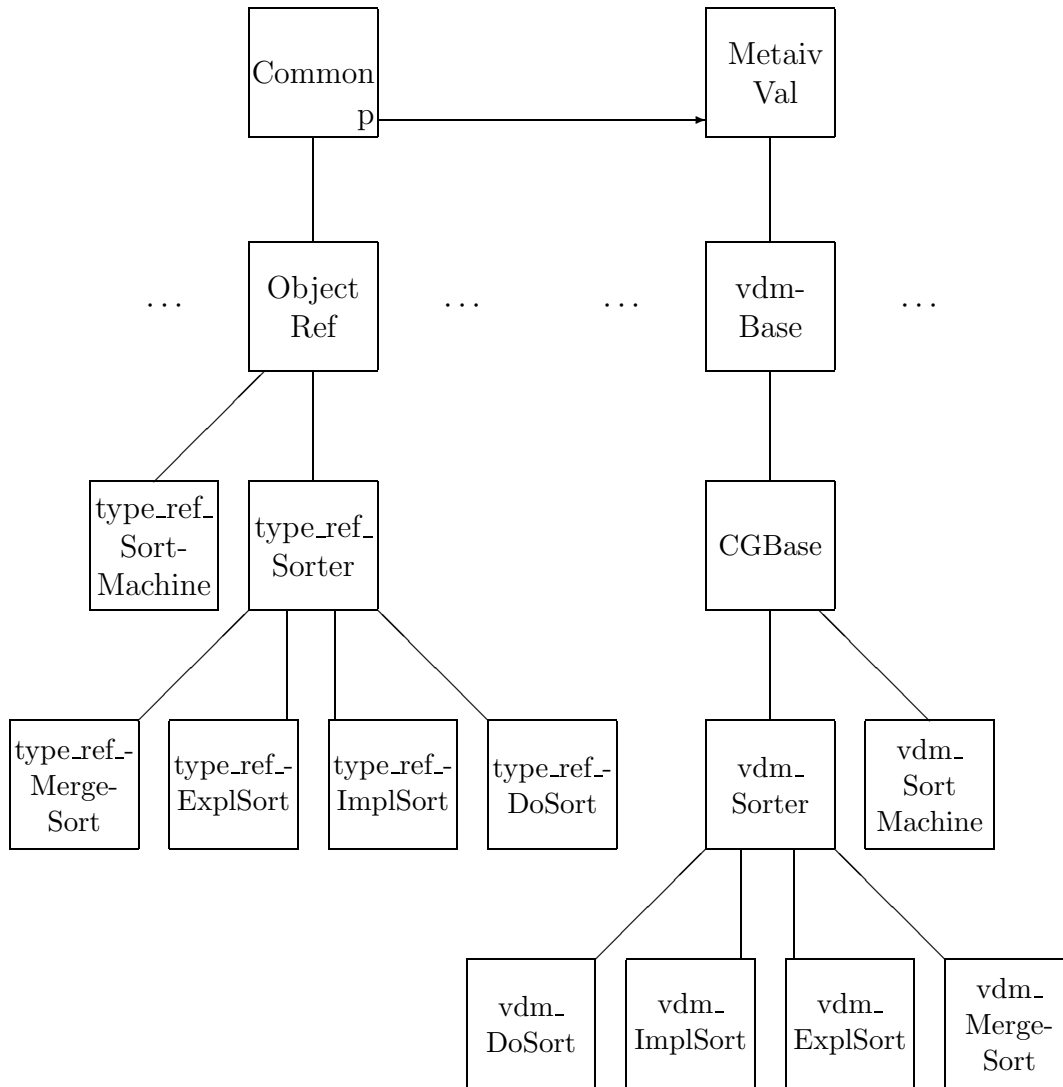 Common
p
Metaiv
Val
. . .
Object
Ref
. . .
. . .
vdm-
Base
. . .
type_ref_
Sort-
Machine
type_ref_
Sorter
CGBase
type_ref_-
Merge-
Sort
type_ref_-
ExplSort
type_ref_-
ImplSort
type_ref_-
DoSort
vdm_
Sorter
vdm_
Sort
Machine
vdm_
DoSort
vdm_
ImplSort
vdm_
ExplSort
vdm_
Merge-
Sort